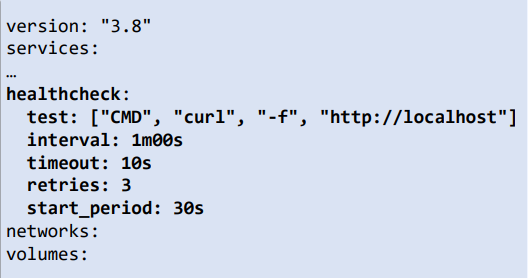 version: "3.8"
services:
…
healthcheck:
  test: ["CMD", "curl", "-f", "http://localhost"]
  interval: 1m00s
  timeout: 10s
  retries: 3
  start_period: 30s
networks:
volumes: